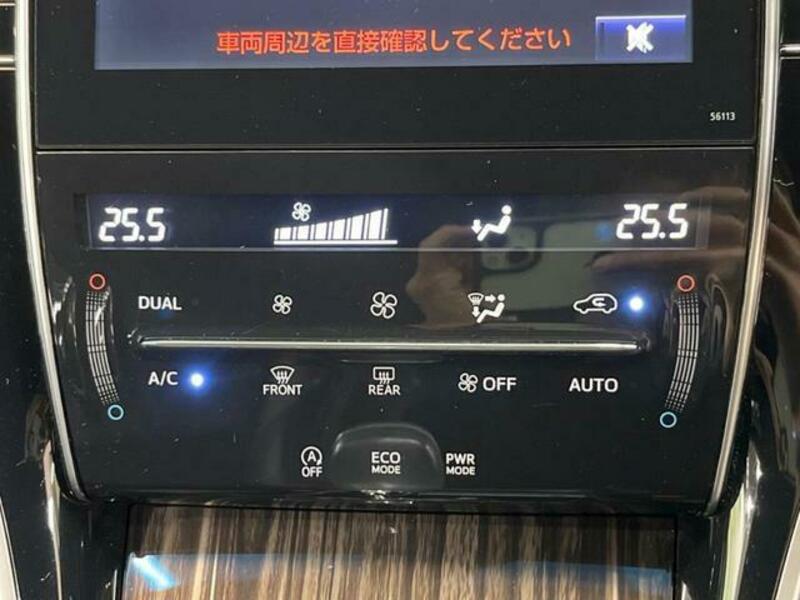 車両周辺を直接確認してください
56113
25.5 25.5
DUAL
A/C FRONT REAR OFF AUTO
A OFF ECO MODE PWR MODE